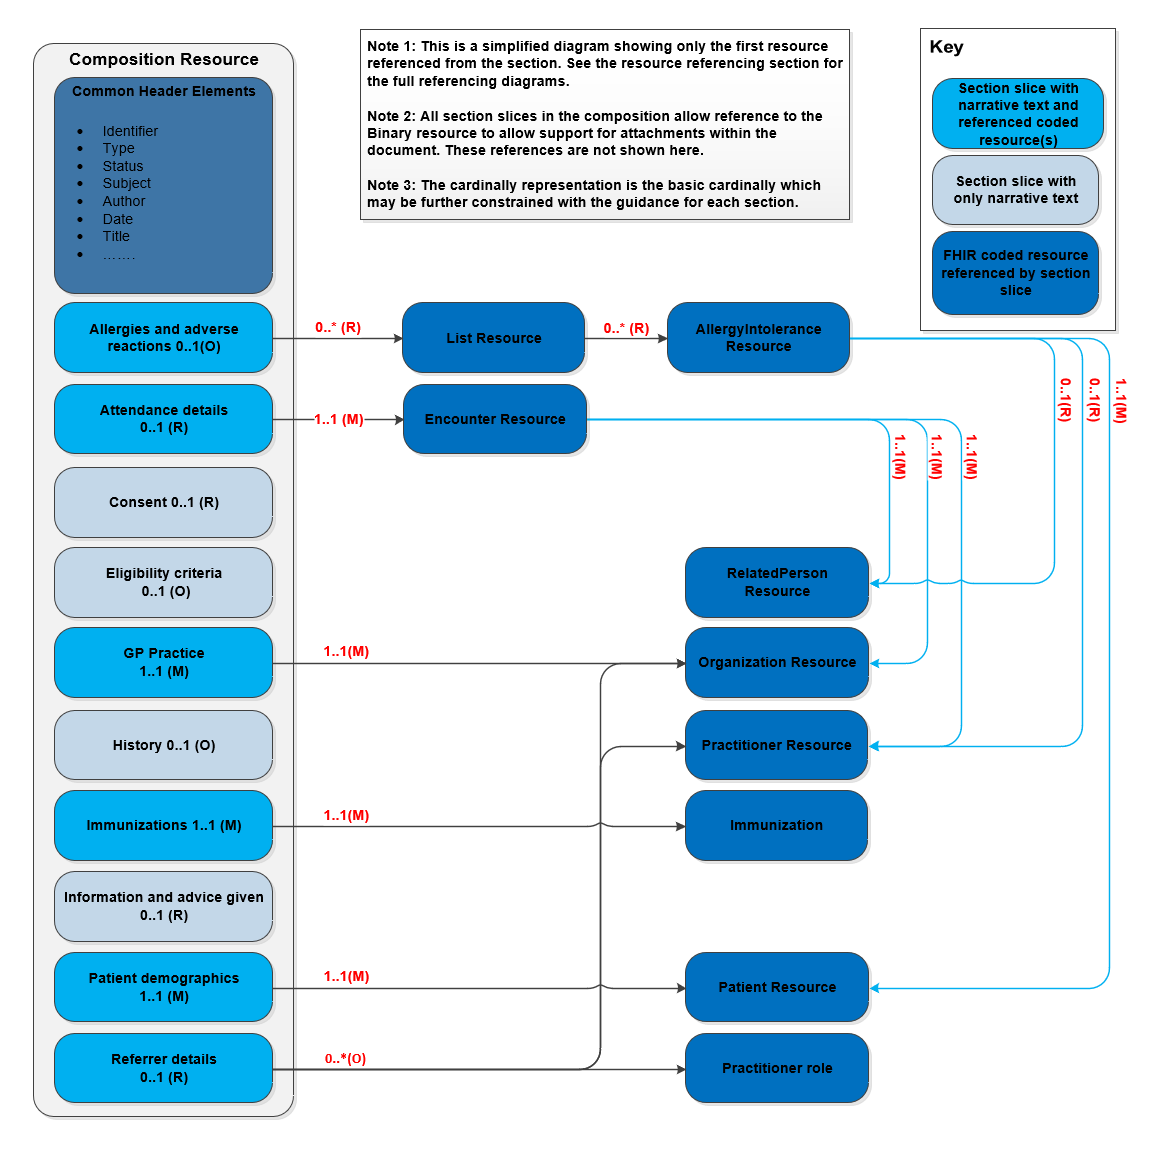 Composition Resource
Common Header Elements
• Identifier
• Type
• Status
• Subject
• Author
• Date
• Title
• …….
Note 1: This is a simplified diagram showing only the first resource
referenced from the section. See the resource referencing section for
the full referencing diagrams.
Note 2: All section slices in the composition allow reference to the
Binary resource to allow support for attachments within the
document. These references are not shown here.
Note 3: The cardinally representation is the basic cardinally which
may be further constrained with the guidance for each section.
Key
Section slice with
narrative text and
referenced coded
resource(s)
Section slice with
only narrative text
FHIR coded resource
referenced by section
slice
Allergies and adverse
reactions 0..1(O)
0..* (R)
List Resource
0..* (R)
AllergyIntolerance
Resource
0..1(R)
0..1(R)
1..1(M)
Attendance details
0..1 (R)
1..1 (M)
Encounter Resource
1..1(M)
1..1(M)
1..1(M)
Consent 0..1 (R)
Eligibility criteria
0..1 (O)
RelatedPerson
Resource
GP Practice
1..1 (M)
1..1(M)
Organization Resource
History 0..1 (O)
Practitioner Resource
Immunizations 1..1 (M)
1..1(M)
Immunization
Information and advice given
0..1 (R)
Patient demographics
1..1 (M)
1..1(M)
Patient Resource
Referrer details
0..1 (R)
0..*(O)
Practitioner role